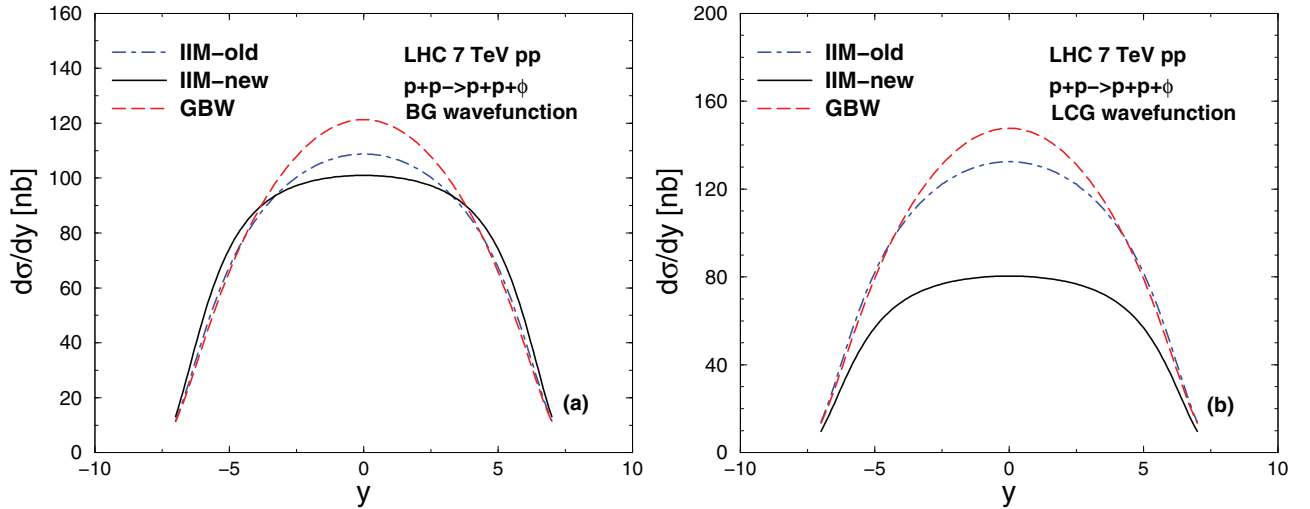 160
140
120
100
80
60
40
20
0
dσ/dy [nb]
IIM−old
IIM−new
GBW
LHC 7 TeV pp
p+p−>p+p+ϕ
BG wavefunction
(a)
−10
−5
0
5
10
y
200
160
120
80
40
0
dσ/dy [nb]
IIM−old
IIM−new
GBW
LHC 7 TeV pp
p+p−>p+p+ϕ
LCG wavefunction
(b)
−10
−5
0
5
10
y